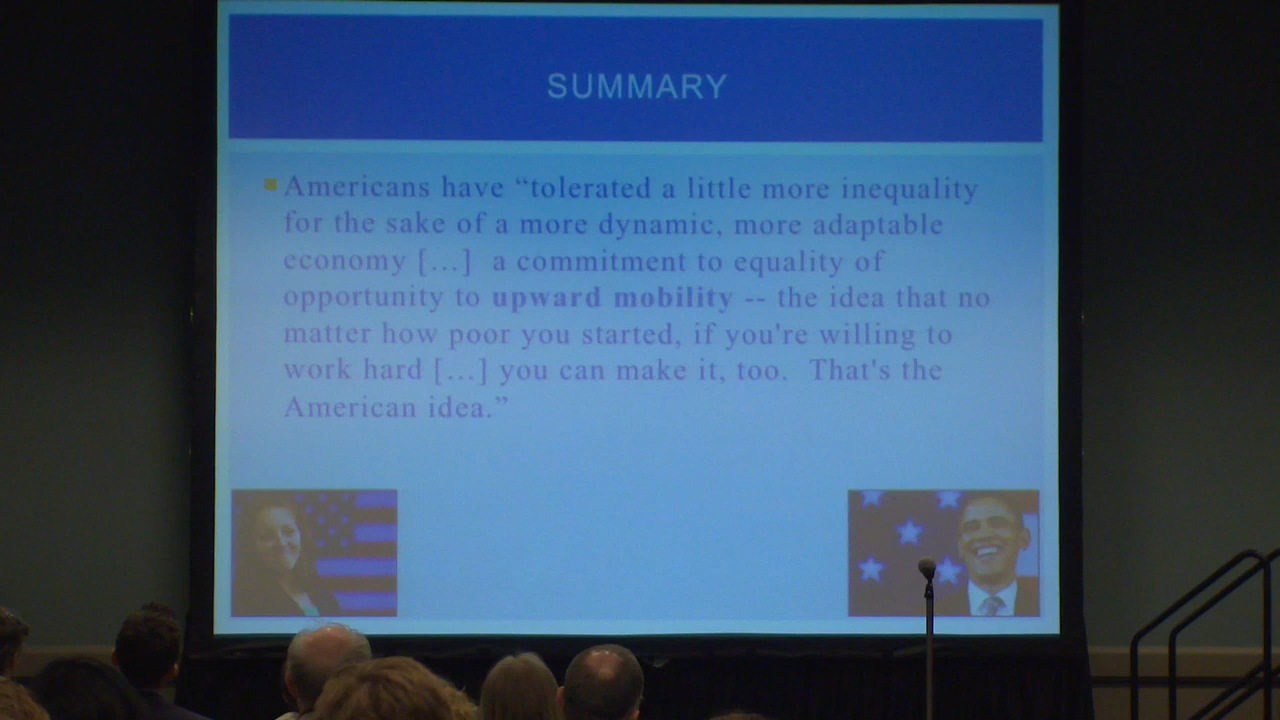 SUMMARY
Americans have “tolerated a little more inequality
for the sake of a more dynamic, more adaptable
economy […]  a commitment to equality of
opportunity to upward mobility -- the idea that no
matter how poor you started, if you're willing to
work hard […] you can make it, too.  That's the
American idea.”